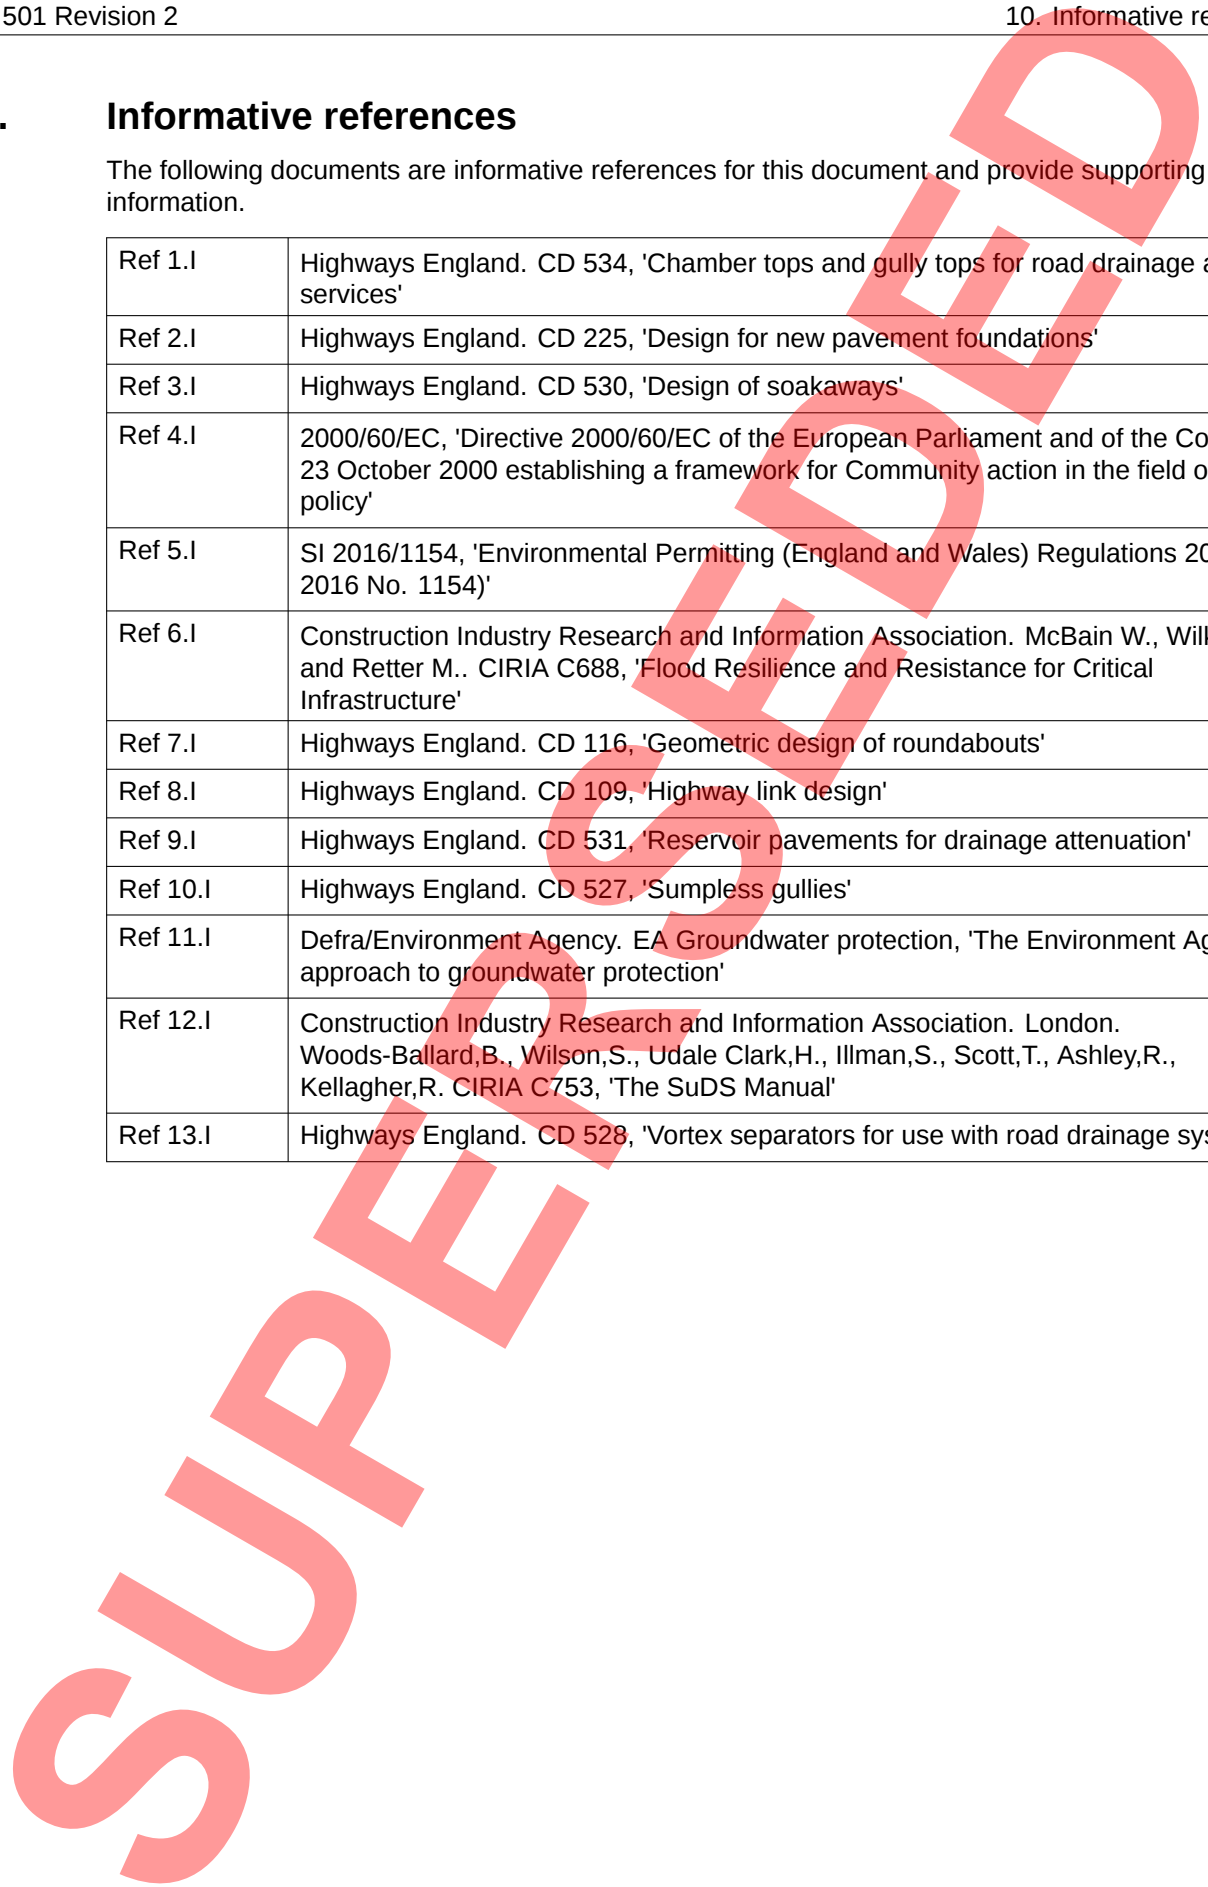 501 Revision 2
10. Informative re
. Informative references
The following documents are informative references for this document and provide supporting
information.
Ref 1.I Highways England. CD 534, 'Chamber tops and gully tops for road drainage a
services'
Ref 2.I Highways England. CD 225, 'Design for new pavement foundations'
Ref 3.I Highways England. CD 530, 'Design of soakaways'
Ref 4.I 2000/60/EC, 'Directive 2000/60/EC of the European Parliament and of the Co
23 October 2000 establishing a framework for Community action in the field o
policy'
Ref 5.I SI 2016/1154, 'Environmental Permitting (England and Wales) Regulations 20
2016 No. 1154)'
Ref 6.I Construction Industry Research and Information Association. McBain W., Wilk
and Retter M.. CIRIA C688, 'Flood Resilience and Resistance for Critical
Infrastructure'
Ref 7.I Highways England. CD 116, 'Geometric design of roundabouts'
Ref 8.I Highways England. CD 109, 'Highway link design'
Ref 9.I Highways England. CD 531, 'Reservoir pavements for drainage attenuation'
Ref 10.I Highways England. CD 527, 'Sumpless gullies'
Ref 11.I Defra/Environment Agency. EA Groundwater protection, 'The Environment Ag
approach to groundwater protection'
Ref 12.I Construction Industry Research and Information Association. London.
Woods-Ballard,B., Wilson,S., Udale Clark,H., Illman,S., Scott,T., Ashley,R.,
Kellagher,R. CIRIA C753, 'The SuDS Manual'
Ref 13.I Highways England. CD 528, 'Vortex separators for use with road drainage sys
SUPERSEDED